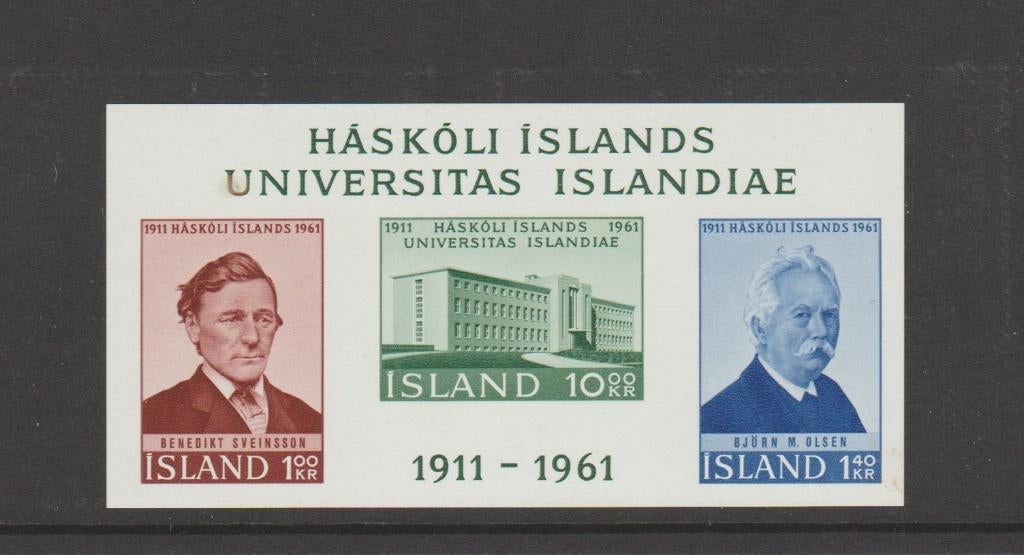 HÁSKÓLI ÍSLANDS
UNIVERSITAS ISLANDIAE
1911 HÁSKÓLI ÍSLANDS 1961
BENEDIKT SVEINSSON
ÍSLAND 1.00 KR
1911 HÁSKÓLI ÍSLANDS 1961
UNIVERSITAS ISLANDIAE
ÍSLAND 10.00 KR
1911 HÁSKÓLI ÍSLANDS 1961
BJÖRN M. OLSEN
ÍSLAND 1.40 KR
1911 - 1961